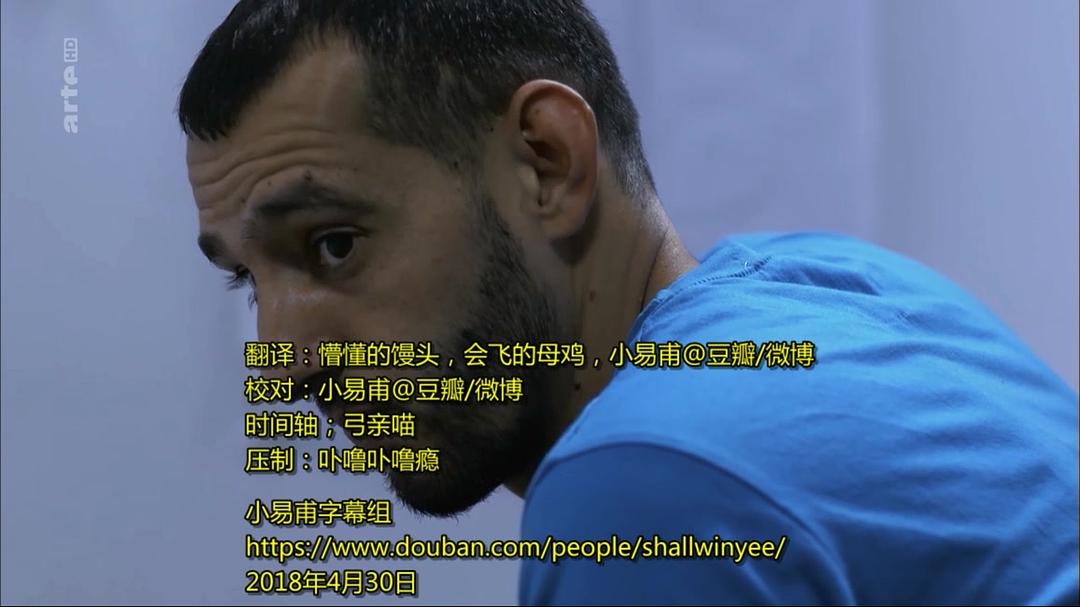 arte HD
翻译：懵懂的馒头，会飞的母鸡，小易甫@豆瓣/微博
校对：小易甫@豆瓣/微博
时间轴；弓亲喵
压制：卟噜卟噜瘾
小易甫字幕组
https://www.douban.com/people/shallwinyee/
2018年4月30日